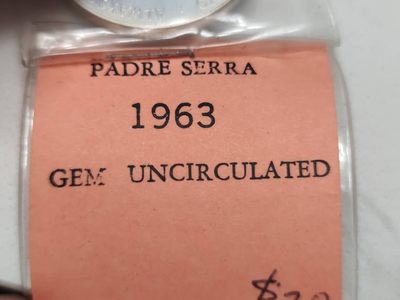 PADRE SERRA
1963
GEM UNCIRCULATED